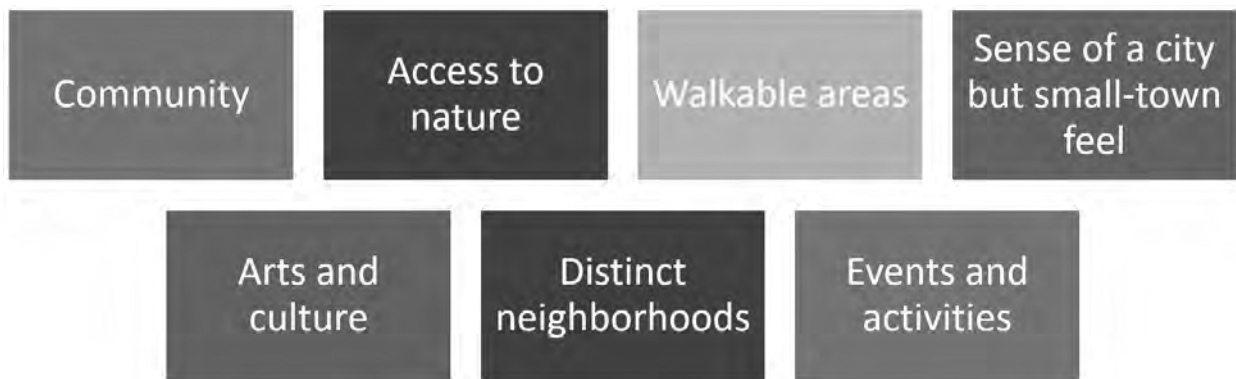 Community
Access to
nature
Walkable areas
Sense of a city
but small-town
feel
Arts and
culture
Distinct
neighborhoods
Events and
activities